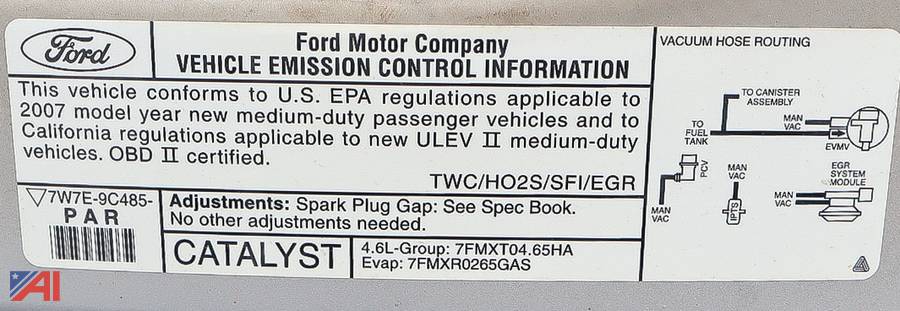 Ford
Ford Motor Company
VEHICLE EMISSION CONTROL INFORMATION
This vehicle conforms to U.S. EPA regulations applicable to
2007 model year new medium-duty passenger vehicles and to
California regulations applicable to new ULEV II medium-duty
vehicles. OBD II certified.
TWC/HO2S/SFI/EGR
7W7E-9C485-
PAR
Adjustments: Spark Plug Gap: See Spec Book.
No other adjustments needed.
CATALYST
4.6L-Group: 7FMXT04.65HA
Evap: 7FMXR0265GAS
VACUUM HOSE ROUTING
TO CANISTER
ASSEMBLY
TO
FUEL
TANK
MAN
VAC
EVMV
PCV
MAN
VAC
MAN
VAC
IPTS
EGR
SYSTEM
MODULE
MAN
VAC
AI